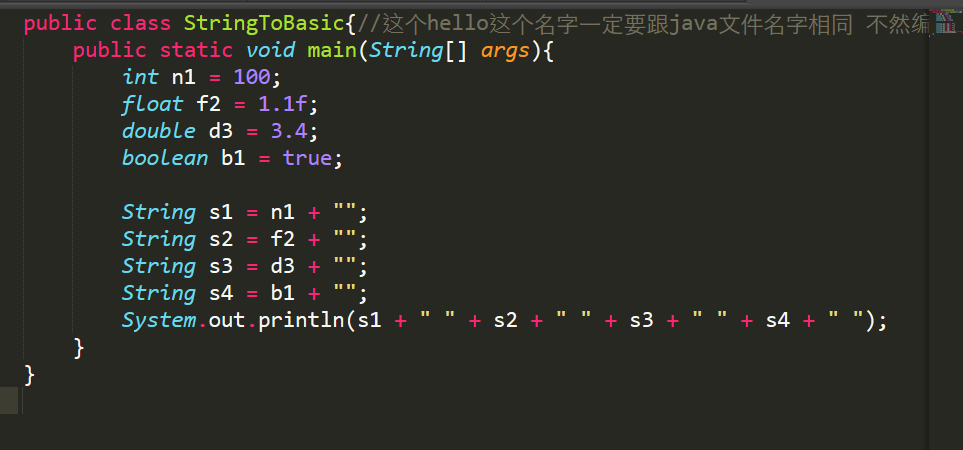 public class StringToBasic{//这个hello这个名字一定要跟java文件名字相同 不然编
    public static void main(String[] args){
        int n1 = 100;
        float f2 = 1.1f;
        double d3 = 3.4;
        boolean b1 = true;

        String s1 = n1 + "";
        String s2 = f2 + "";
        String s3 = d3 + "";
        String s4 = b1 + "";
        System.out.println(s1 + " " + s2 + " " + s3 + " " + s4 + " ");
    }
}